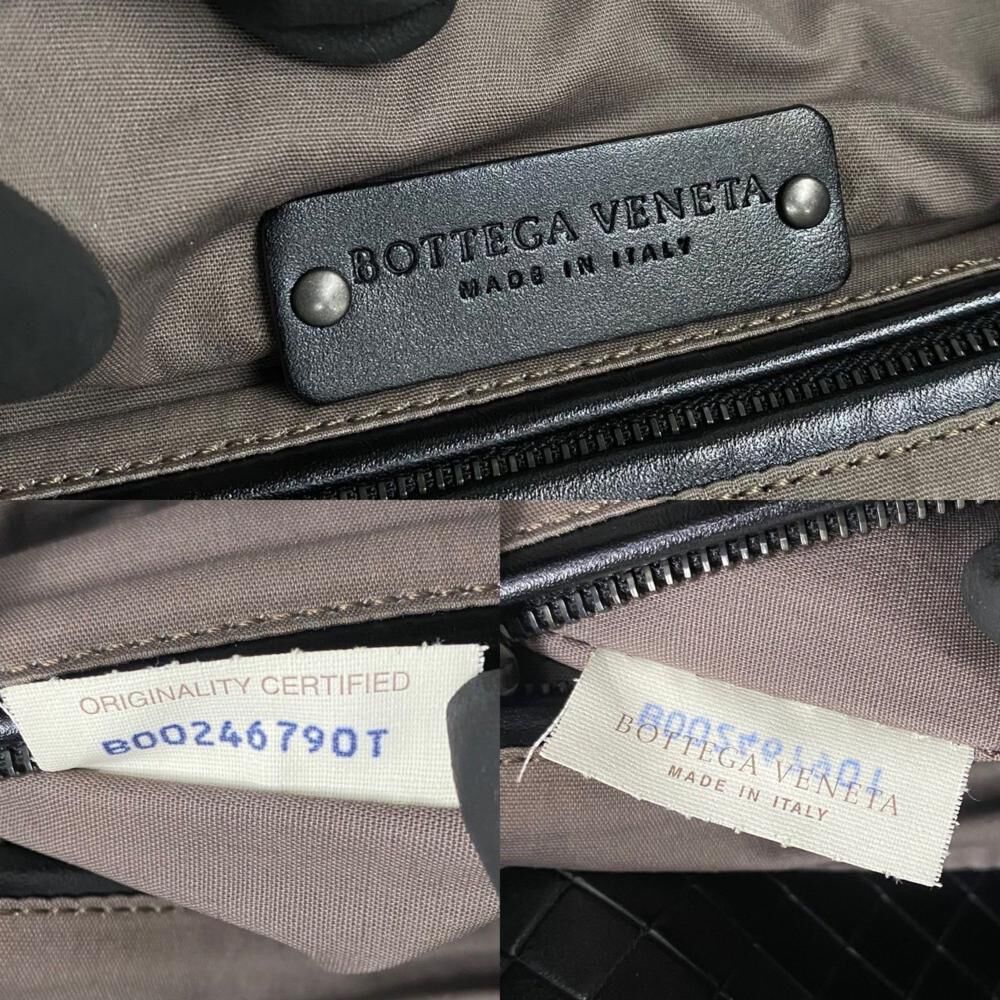 BOTTEGA VENETA
MADE IN ITALY
ORIGINALITY CERTIFIED
B00246790T
BOTTEGA VENETA
MADE IN ITALY